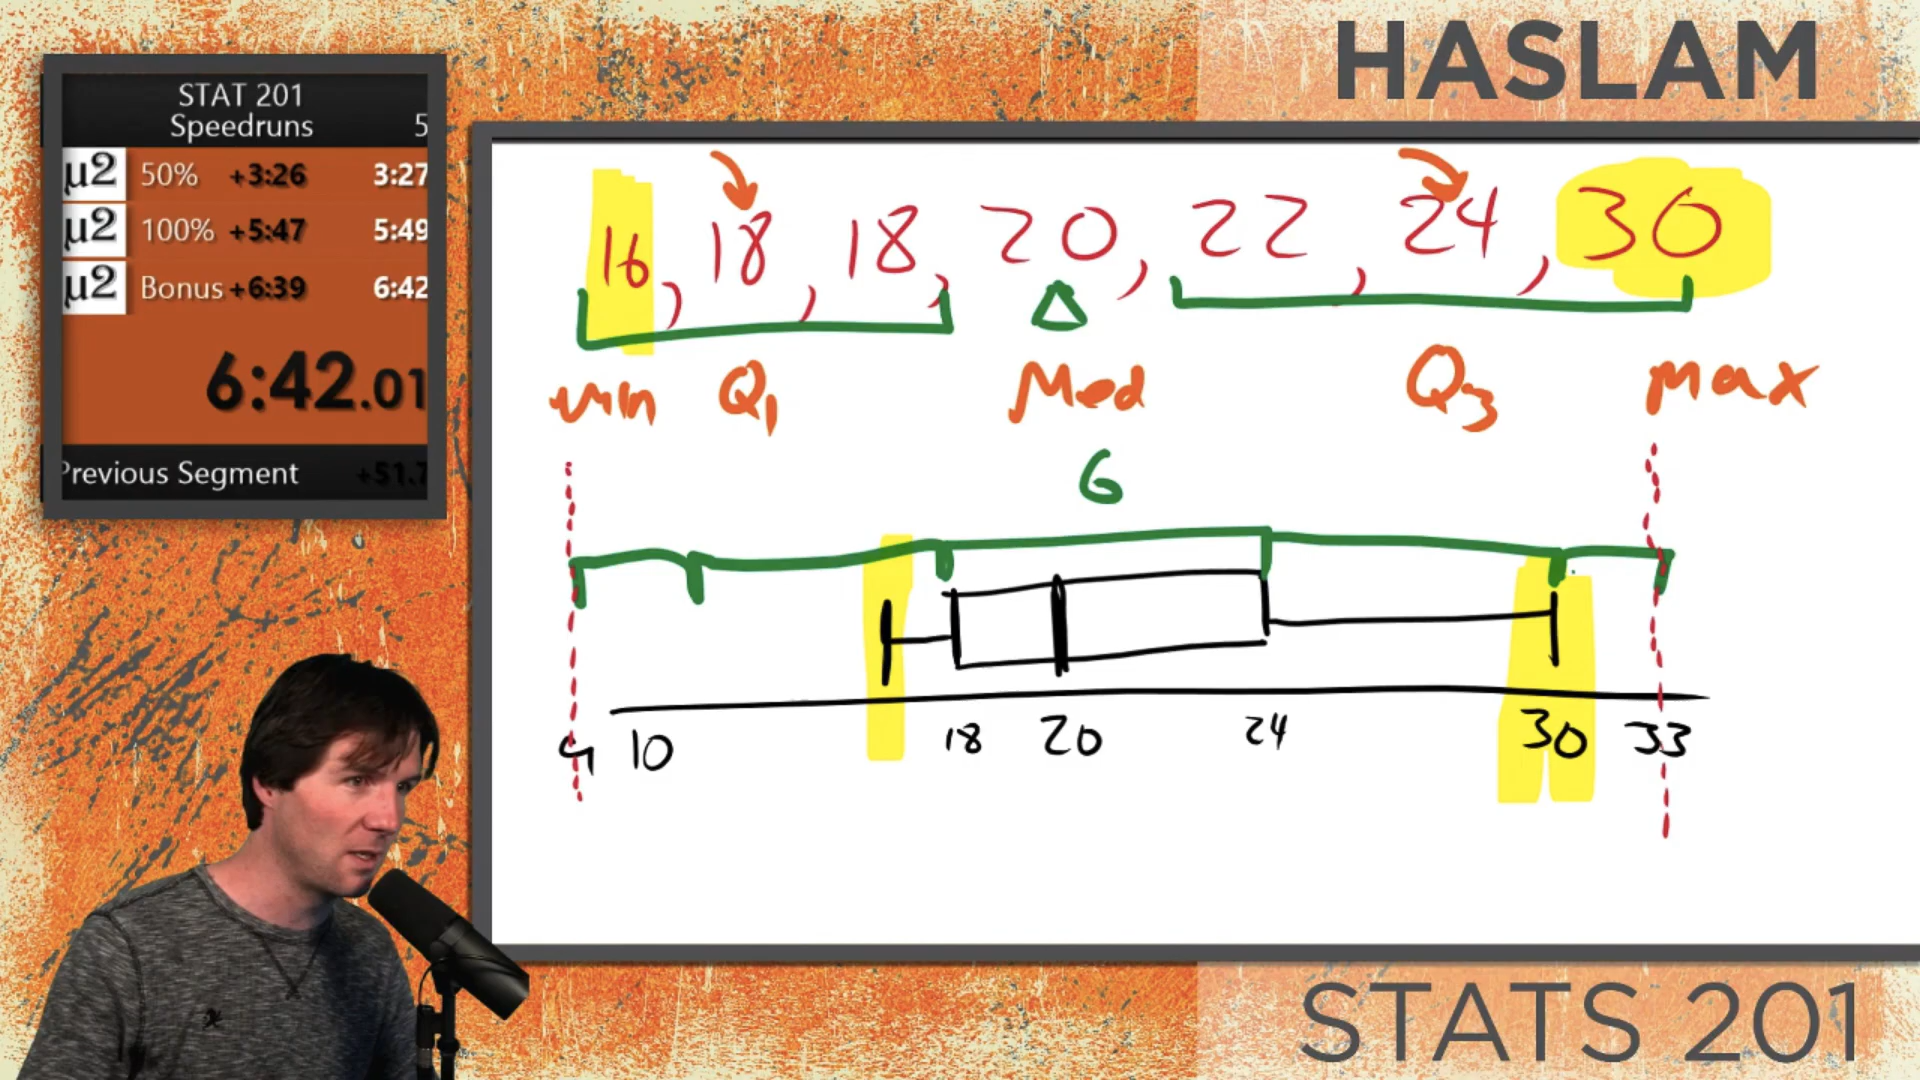 HASLAM
STAT 201
Speedruns
5
µ2 50% +3:26 3:27
µ2 100% +5:47 5:49
µ2 Bonus +6:39 6:42
6:42.01
Previous Segment +51.7
16, 18, 18, 20, 22, 24, 30
min Q1 Med Q3 max
6
9 10 18 20 24 30 33
STATS 201